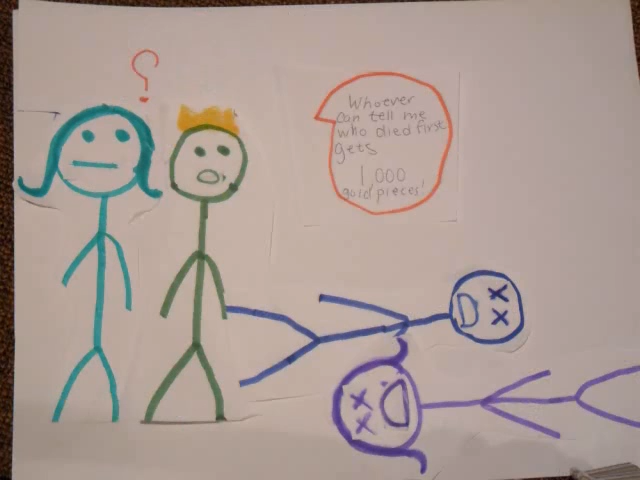 ?
Whoever
can tell me
who died first
gets
1,000
gold pieces!